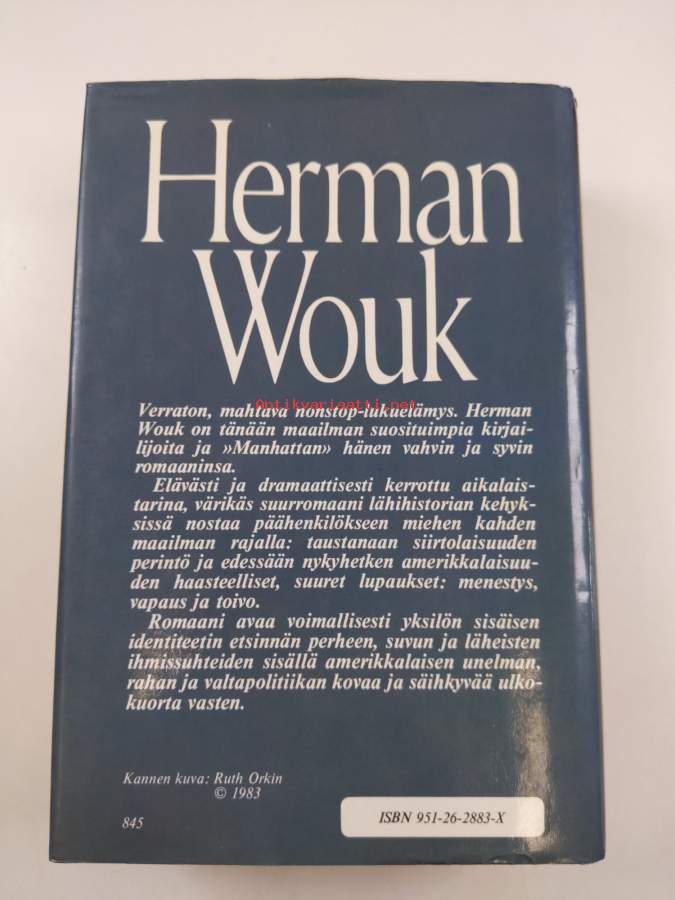 Herman
Wouk
Antikvariaatti.net
Verraton, mahtava nonstop-lukuelämys. Herman
Wouk on tänään maailman suosituimpia kirjai-
lijoita ja »Manhattan» hänen vahvin ja syvin
romaaninsa.
Elävästi ja dramaattisesti kerrottu aikalais-
tarina, värikäs suurromaani lähihistorian kehyk-
sissä nostaa päähenkilökseen miehen kahden
maailman rajalla: taustanaan siirtolaisuuden
perintö ja edessään nykyhetken amerikkalaisuu-
den haasteelliset, suuret lupaukset: menestys,
vapaus ja toivo.
Romaani avaa voimallisesti yksilön sisäisen
identiteetin etsinnän perheen, suvun ja läheisten
ihmissuhteiden sisällä amerikkalaisen unelman,
rahan ja valtapolitiikan kovaa ja säihkyvää ulko-
kuorta vasten.
Kannen kuva: Ruth Orkin
© 1983
845
ISBN 951-26-2883-X